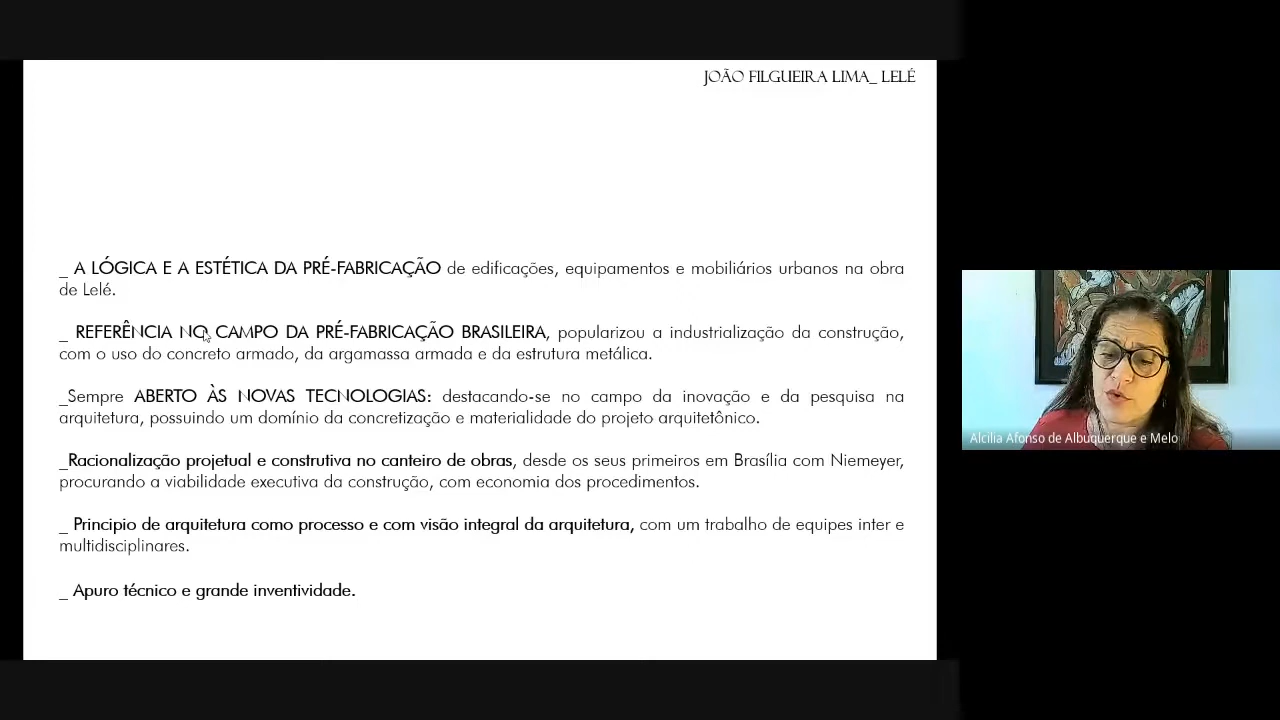 JOÃO FILGUEIRA LIMA_ LELÉ
_ A LÓGICA E A ESTÉTICA DA PRÉ-FABRICAÇÃO de edificações, equipamentos e mobiliários urbanos na obra
de Lelé.
_ REFERÊNCIA NO CAMPO DA PRÉ-FABRICAÇÃO BRASILEIRA, popularizou a industrialização da construção,
com o uso do concreto armado, da argamassa armada e da estrutura metálica.
_Sempre ABERTO ÀS NOVAS TECNOLOGIAS: destacando-se no campo da inovação e da pesquisa na
arquitetura, possuindo um domínio da concretização e materialidade do projeto arquitetônico.
_Racionalização projetual e construtiva no canteiro de obras, desde os seus primeiros em Brasília com Niemeyer,
procurando a viabilidade executiva da construção, com economia dos procedimentos.
_ Principio de arquitetura como processo e com visão integral da arquitetura, com um trabalho de equipes inter e
multidisciplinares.
_ Apuro técnico e grande inventividade.
Alcilia Afonso de Albuquerque e Melo